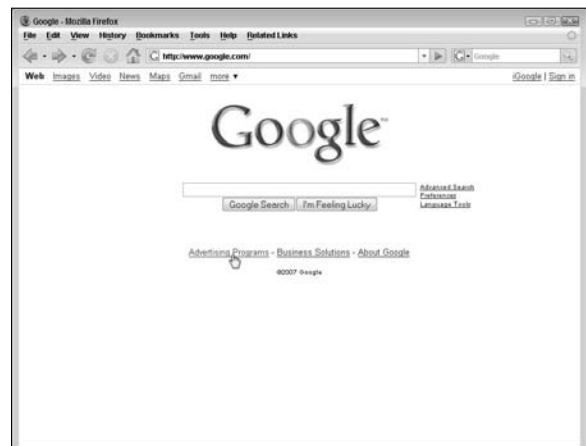 Google - Mozilla Firefox
File Edit View History Bookmarks Tools Help Related Links
http://www.google.com/ Google
Web Images Video News Maps Gmail more ▼ iGoogle | Sign in
Google™
Advanced Search
Preferences
Language Tools
Google Search I'm Feeling Lucky
Advertising Programs - Business Solutions - About Google
©2007 Google